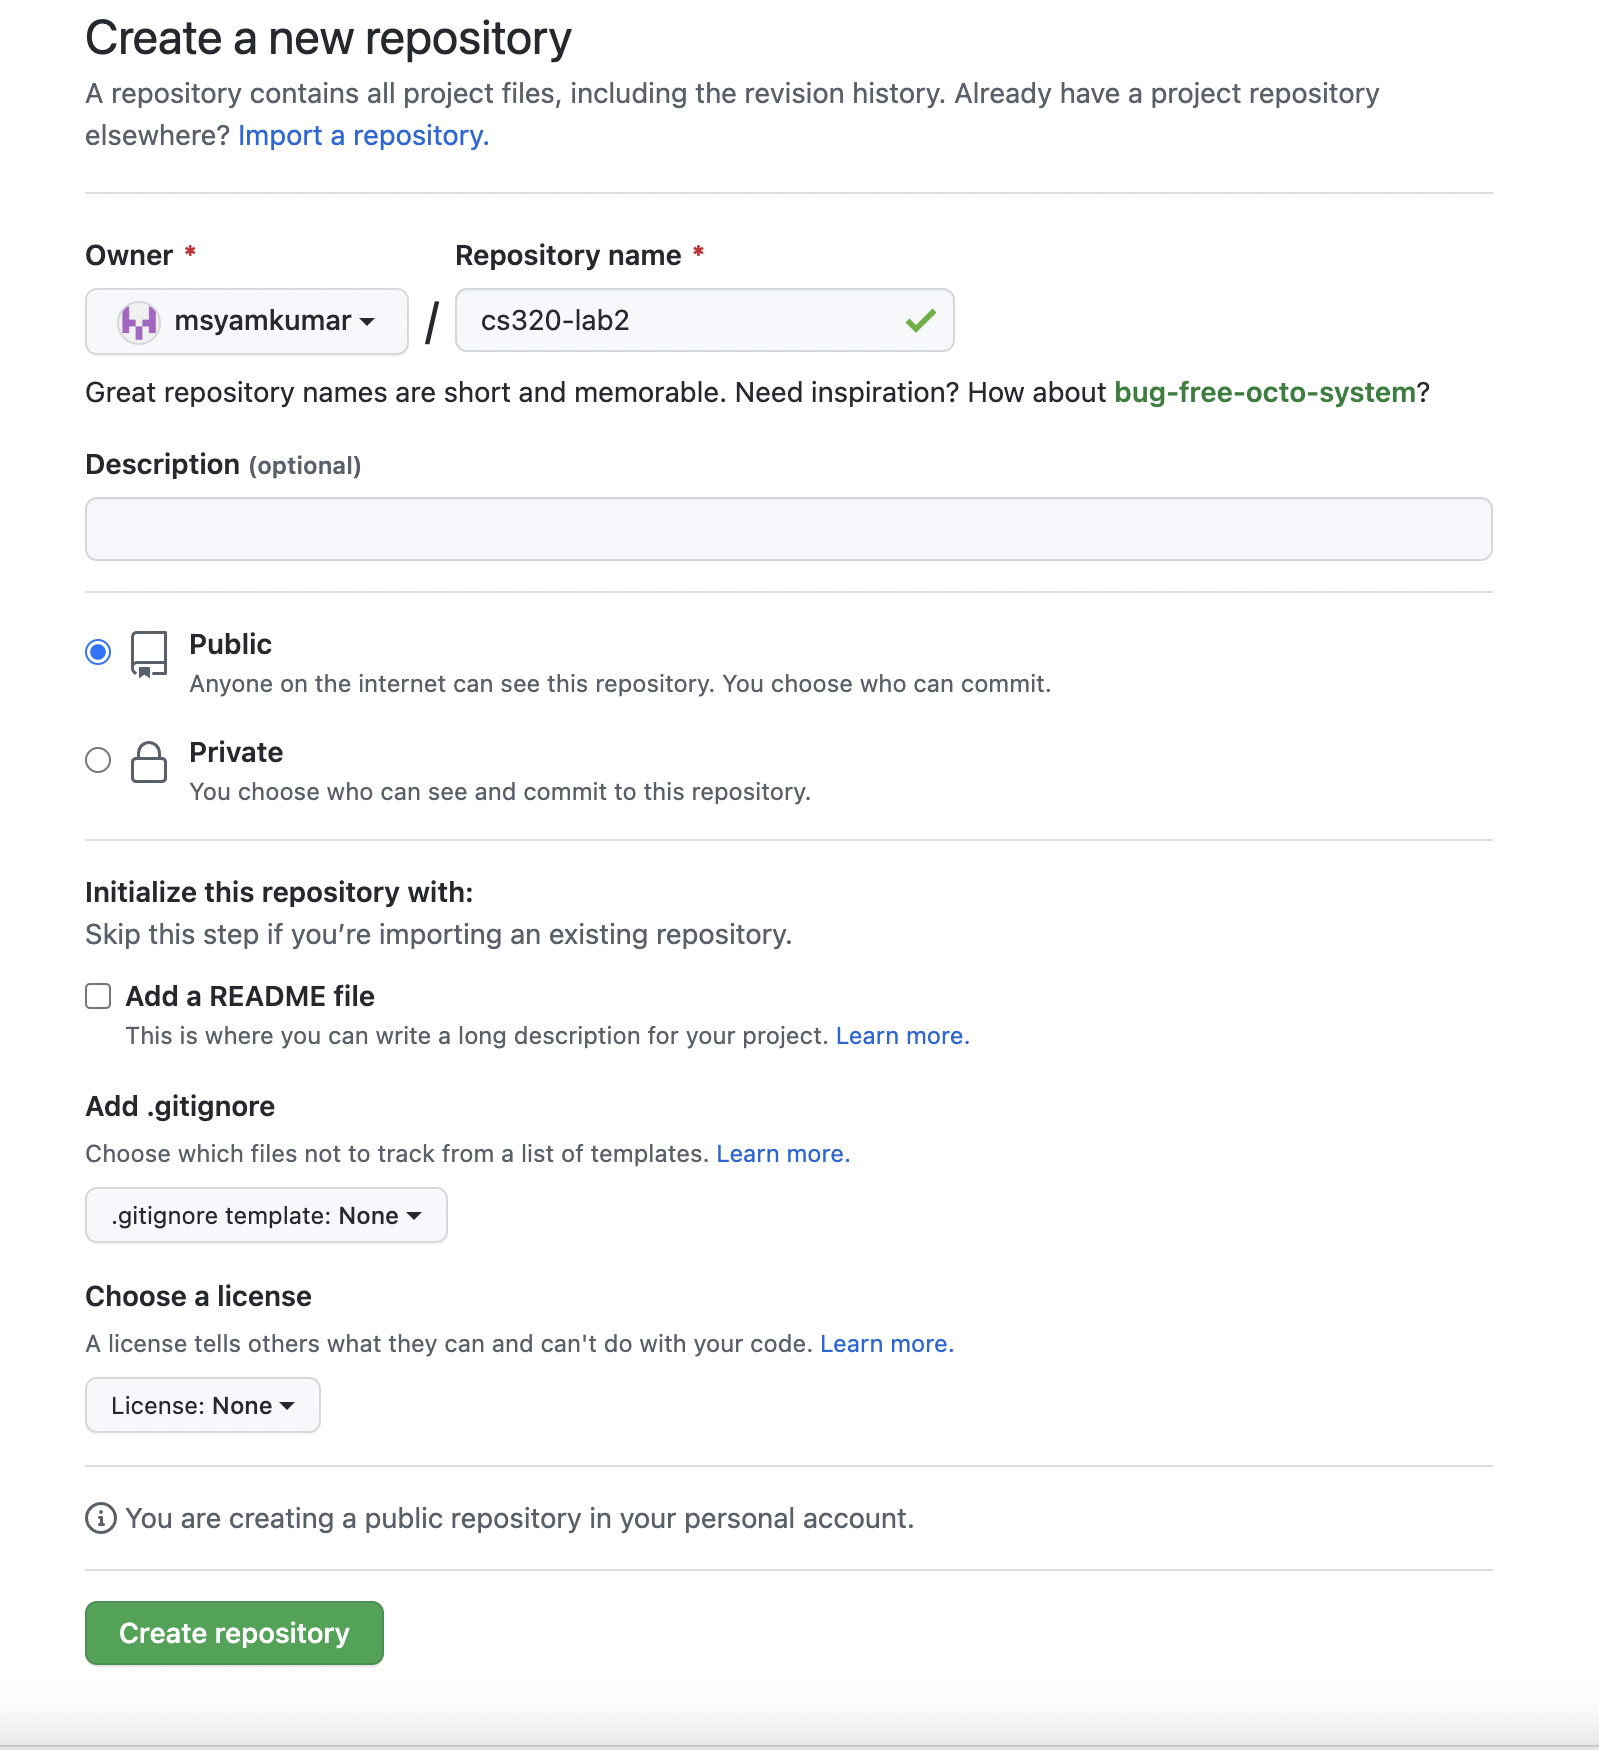 Create a new repository
A repository contains all project files, including the revision history. Already have a project repository
elsewhere? Import a repository.
Owner * Repository name *
msyamkumar / cs320-lab2
Great repository names are short and memorable. Need inspiration? How about bug-free-octo-system?
Description (optional)
Public
Anyone on the internet can see this repository. You choose who can commit.
Private
You choose who can see and commit to this repository.
Initialize this repository with:
Skip this step if you’re importing an existing repository.
Add a README file
This is where you can write a long description for your project. Learn more.
Add .gitignore
Choose which files not to track from a list of templates. Learn more.
.gitignore template: None
Choose a license
A license tells others what they can and can't do with your code. Learn more.
License: None
You are creating a public repository in your personal account.
Create repository